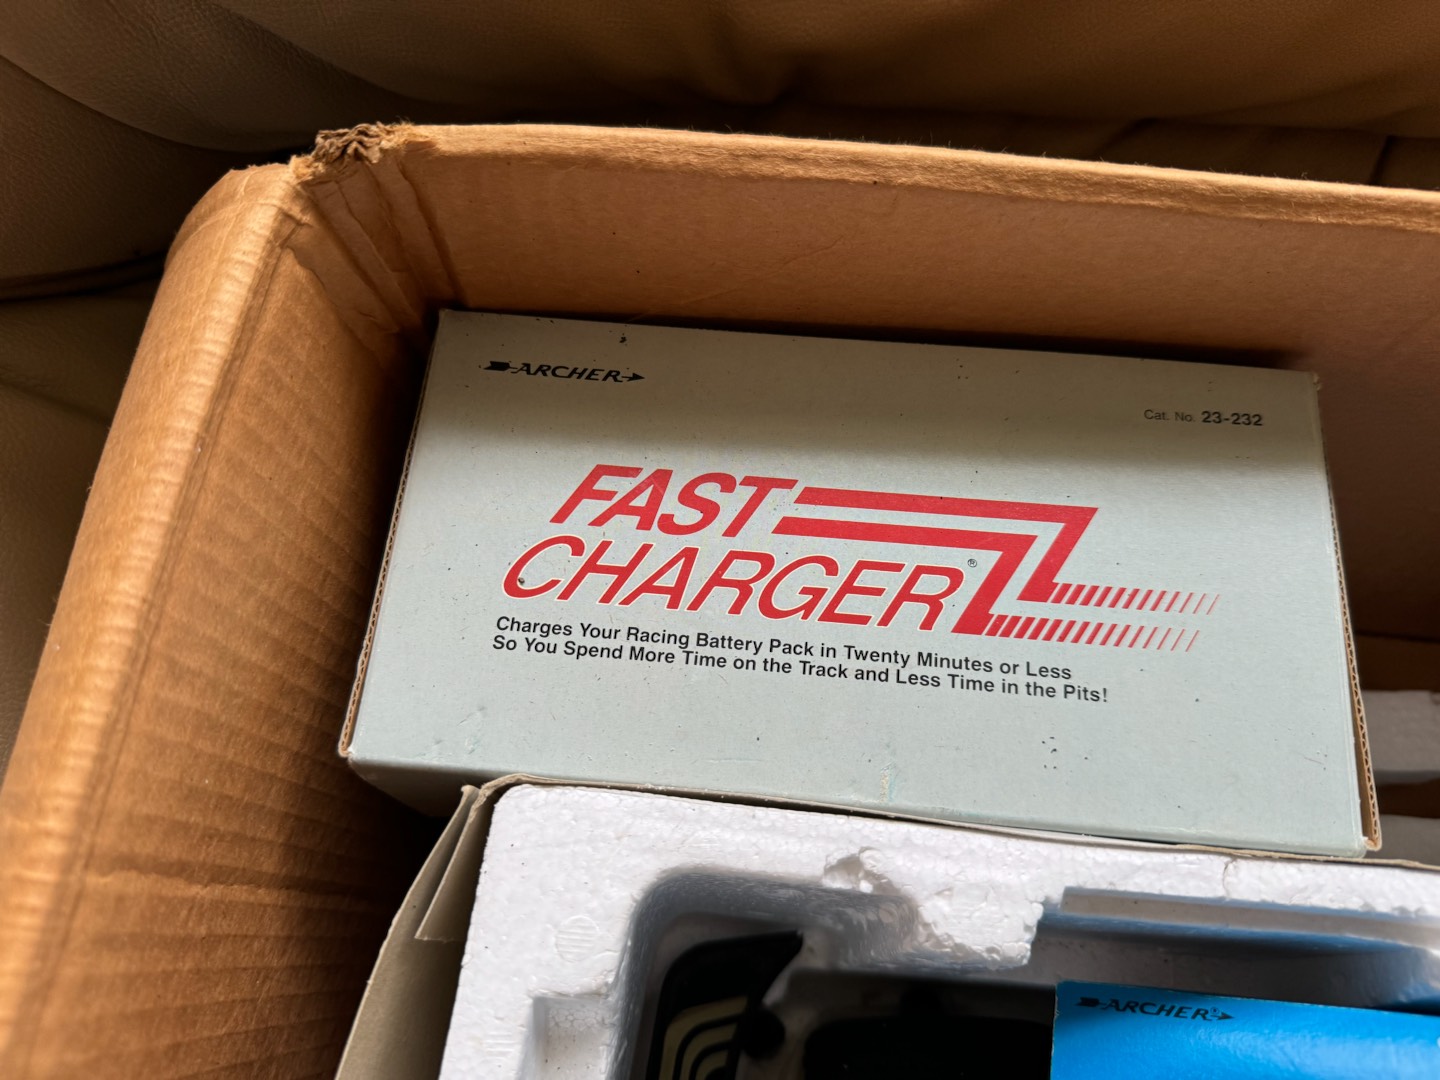 ARCHER
Cat. No. 23-232
FAST
CHARGER®
Charges Your Racing Battery Pack in Twenty Minutes or Less
So You Spend More Time on the Track and Less Time in the Pits!
ARCHER®